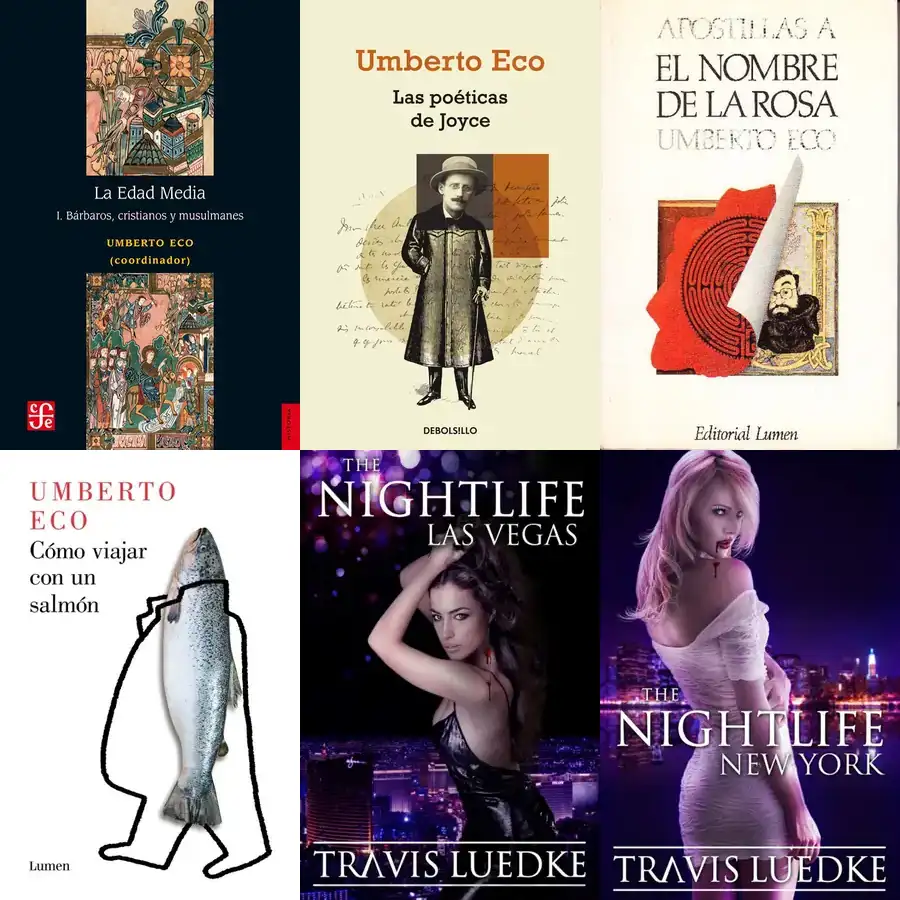 La Edad Media
I. Bárbaros, cristianos y musulmanes
UMBERTO ECO
(coordinador)
Umberto Eco
Las poéticas
de Joyce
DEBOLSILLO
APOSTILLAS A
EL NOMBRE
DE LA ROSA
UMBERTO ECO
Editorial Lumen
UMBERTO
ECO
Cómo viajar
con un
salmón
Lumen
THE
NIGHTLIFE
LAS VEGAS
TRAVIS LUEDKE
THE
NIGHTLIFE
NEW YORK
TRAVIS LUEDKE